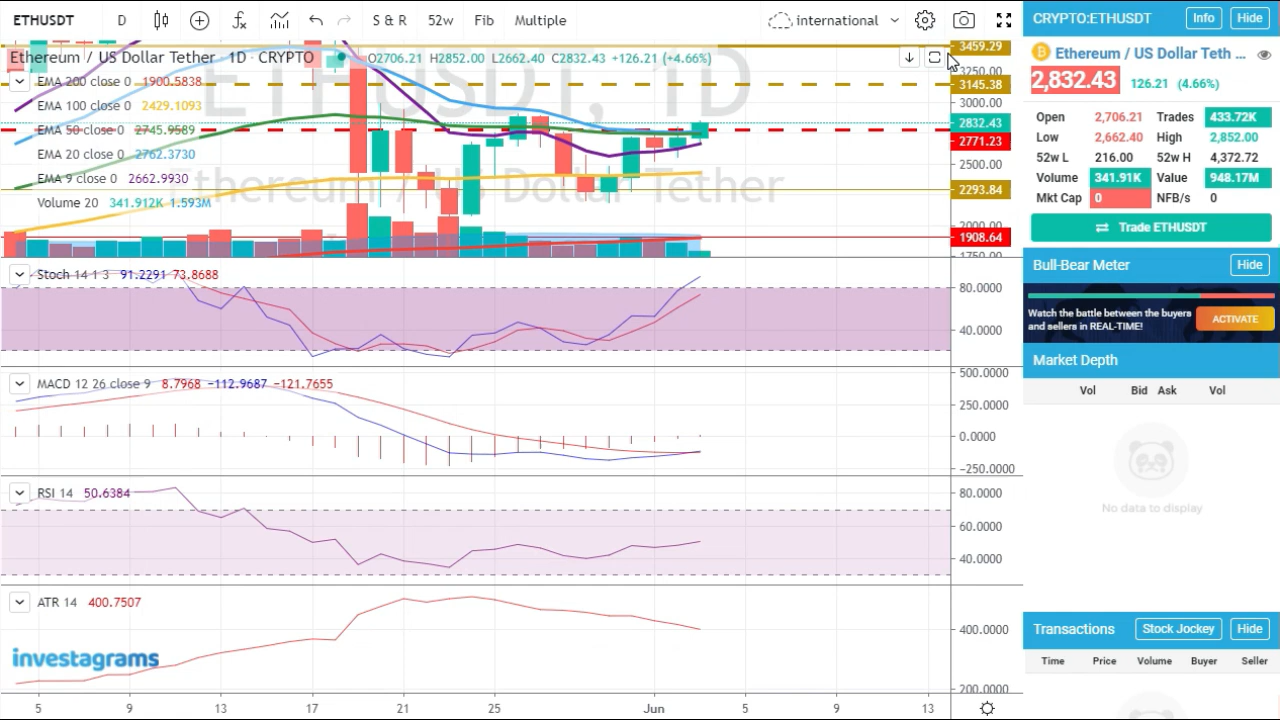 ETHUSDT D S & R 52w Fib Multiple international
Ethereum / US Dollar Tether · 1D · CRYPTO O2706.21 H2852.00 L2662.40 C2832.43 +126.21 (+4.66%)
EMA 200 close 0 1900.5838
EMA 100 close 0 2429.1093
EMA 50 close 0 2745.9589
EMA 20 close 0 2762.3730
EMA 9 close 0 2662.9930
Volume 20 341.912K 1.593M
ETHUSDT, 1D
Ethereum / US Dollar Tether
3459.29
3250.00
3145.38
3000.00
2832.43
2771.23
2500.00
2293.84
2000.00
1908.64
1750.00
Stoch 14 1 3 91.2291 73.8688
80.0000
40.0000
MACD 12 26 close 9 8.7968 −112.9687 −121.7655
500.0000
250.0000
0.0000
−250.0000
RSI 14 50.6384
80.0000
60.0000
40.0000
ATR 14 400.7507
400.0000
200.0000
investagrams
5 9 13 17 21 25 Jun 5 9 13
CRYPTO:ETHUSDT Info Hide
Ethereum / US Dollar Teth ...
2,832.43 126.21 (4.66%)
Open 2,706.21 Trades 433.72K
Low 2,662.40 High 2,852.00
52w L 216.00 52w H 4,372.72
Volume 341.91K Value 948.17M
Mkt Cap 0 NFB/s 0
Trade ETHUSDT
Bull-Bear Meter Hide
Watch the battle between the buyers
and sellers in REAL-TIME!
ACTIVATE
Market Depth
Vol Bid Ask Vol
No data to display
Transactions Stock Jockey Hide
Time Price Volume Buyer Seller